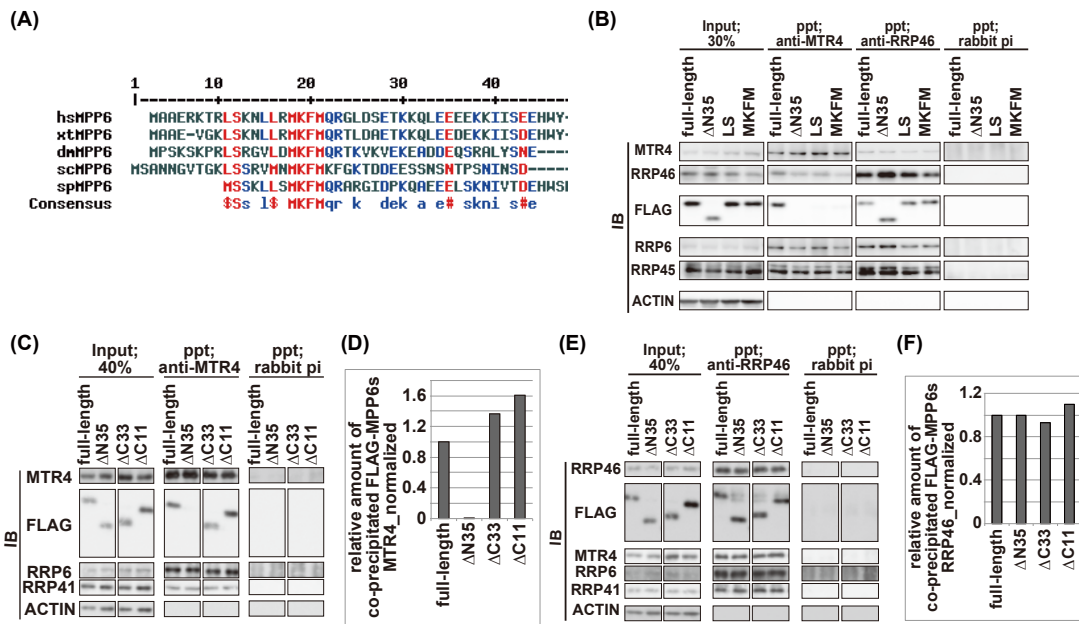 (A)
1 10 20 30 40
hsMPP6 MAAERKTRLSKNLLRMKFMQRGLDSETKKQLEEEEKKIISEEHWY-
xtMPP6 MAAE-VGKLSKNLLRMKFMQRTLDAETKKQLEEDEKKIISDEHWY-
dmMPP6 MPSKSKPRLSRGVLDMKFMQRTKVKVEKEADDEQSRALYSNE----
scMPP6 MSANNGVTGKLSSRVMNMKFMKFGKTDDEESSNSNTPSNINSD-----
spMPP6 MSSKLLSMKFMQRARGIDPKQAEEELSKNIVTDEHWS
Consensus $Ss l$ MKFMqr k dek a e# skni s#e
(B)
Input; 30%
ppt; anti-MTR4
ppt; anti-RRP46
ppt; rabbit pi
full-length ΔN35 LS MKFM full-length ΔN35 LS MKFM full-length ΔN35 LS MKFM full-length ΔN35 LS MKFM
IB
MTR4
RRP46
FLAG
RRP6
RRP45
ACTIN
(C)
Input; 40%
ppt; anti-MTR4
ppt; rabbit pi
full-length ΔN35 ΔC33 ΔC11 full-length ΔN35 ΔC33 ΔC11 full-length ΔN35 ΔC33 ΔC11
IB
MTR4
FLAG
RRP6
RRP41
ACTIN
(D)
relative amount of
co-precipitated FLAG-MPP6s
MTR4_normalized
1.6
1.2
0.8
0.4
0
full-length ΔN35 ΔC33 ΔC11
(E)
Input; 40%
ppt; anti-RRP46
ppt; rabbit pi
full-length ΔN35 ΔC33 ΔC11 full-length ΔN35 ΔC33 ΔC11 full-length ΔN35 ΔC33 ΔC11
IB
RRP46
FLAG
MTR4
RRP6
RRP41
ACTIN
(F)
relative amount of
co-precipitated FLAG-MPP6s
RRP46_normalized
1.2
0.8
0.4
0
full-length ΔN35 ΔC33 ΔC11